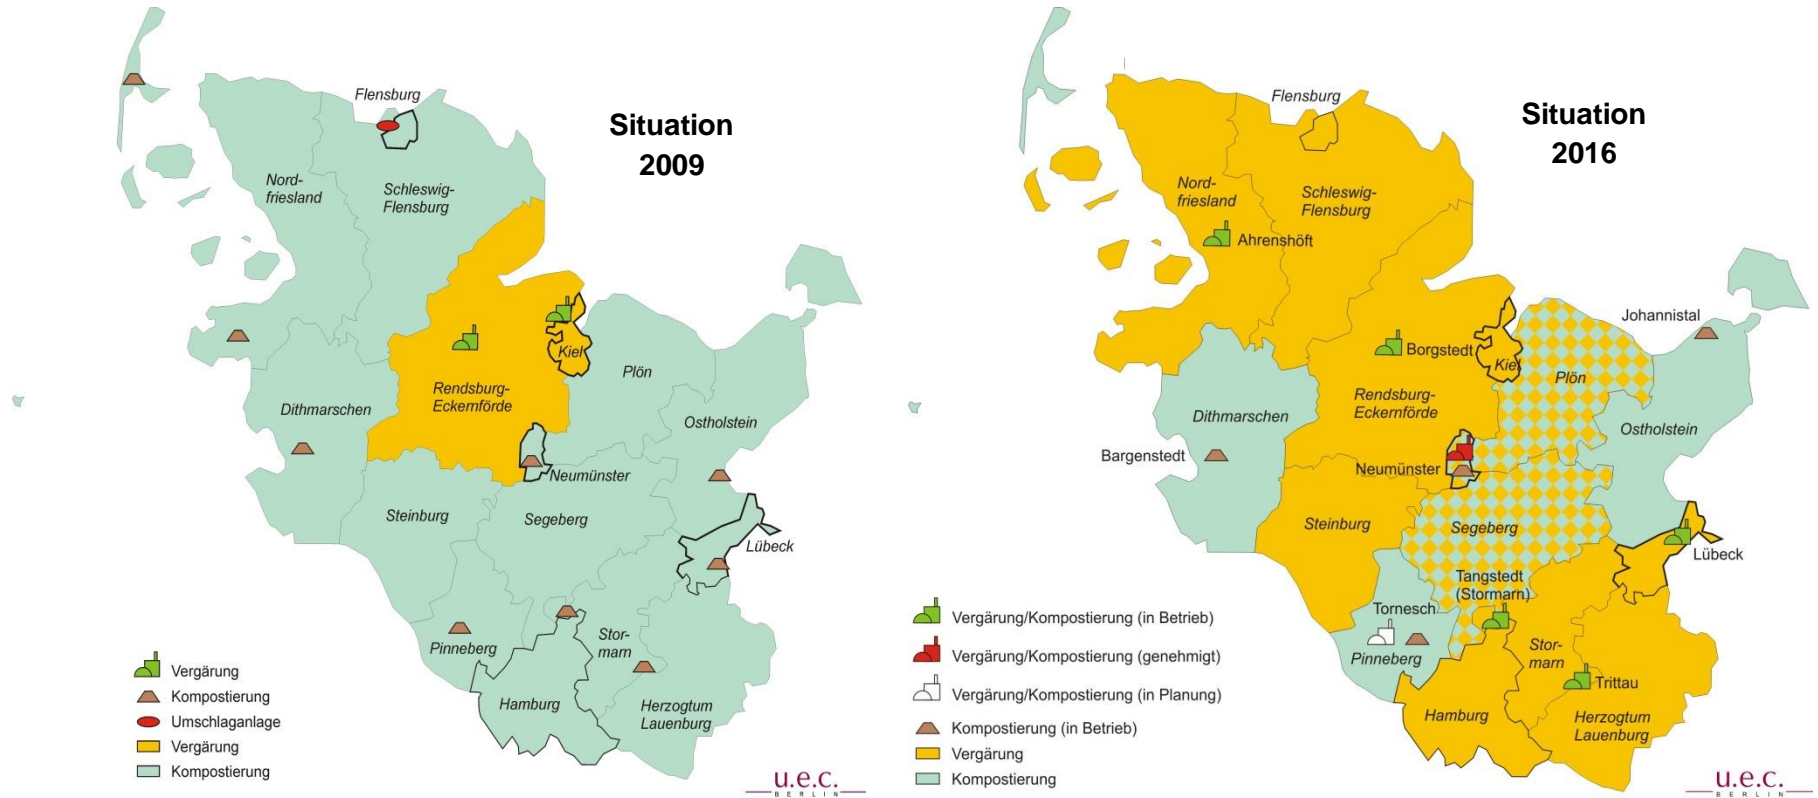 Situation
2009
Flensburg
Nord-
friesland
Schleswig-
Flensburg
Kiel
Plön
Rendsburg-
Eckernförde
Dithmarschen
Ostholstein
Neumünster
Steinburg
Segeberg
Lübeck
Pinneberg
Stor-
marn
Hamburg
Herzogtum
Lauenburg
Vergärung
Kompostierung
Umschlaganlage
Vergärung
Kompostierung
u.e.c.
BERLIN
Situation
2016
Flensburg
Nord-
friesland
Schleswig-
Flensburg
Ahrenshöft
Johannistal
Borgstedt
Kiel
Plön
Rendsburg-
Eckernförde
Dithmarschen
Ostholstein
Bargenstedt
Neumünster
Steinburg
Segeberg
Lübeck
Tangstedt
(Stormarn)
Tornesch
Pinneberg
Stor-
marn
Trittau
Hamburg
Herzogtum
Lauenburg
Vergärung/Kompostierung (in Betrieb)
Vergärung/Kompostierung (genehmigt)
Vergärung/Kompostierung (in Planung)
Kompostierung (in Betrieb)
Vergärung
Kompostierung
u.e.c.
BERLIN